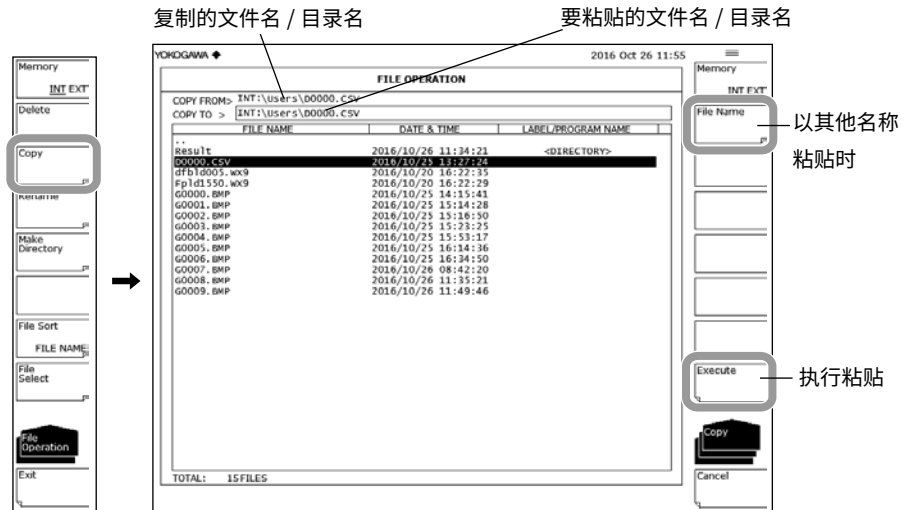 复制的文件名 / 目录名
要粘贴的文件名 / 目录名
Memory
INT EXT
Delete
Copy
Rename
Make
Directory
File Sort
FILE NAME
File
Select
File
Operation
Exit
YOKOGAWA ◆
2016 Oct 26 11:55
FILE OPERATION
COPY FROM> INT:\Users\D0000.CSV
COPY TO > INT:\Users\D0000.CSV
FILE NAME DATE & TIME LABEL/PROGRAM NAME
..
Result 2016/10/26 11:34:21 <DIRECTORY>
D0000.CSV 2016/10/25 13:27:24
dfbld005.WX9 2016/10/20 16:22:35
Fpld1550.WX9 2016/10/20 16:22:29
G0000.BMP 2016/10/25 14:15:41
G0001.BMP 2016/10/25 15:14:28
G0002.BMP 2016/10/25 15:16:50
G0003.BMP 2016/10/25 15:23:25
G0004.BMP 2016/10/25 15:53:17
G0005.BMP 2016/10/25 16:14:36
G0006.BMP 2016/10/25 16:34:50
G0007.BMP 2016/10/26 08:42:20
G0008.BMP 2016/10/26 11:35:21
G0009.BMP 2016/10/26 11:49:46
TOTAL: 15FILES
Memory
INT EXT
File Name
Execute
Copy
Cancel
以其他名称
粘贴时
执行粘贴